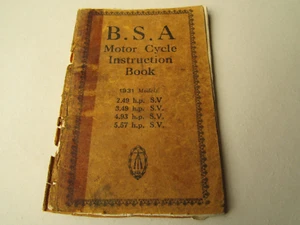 B.S.A
Motor Cycle
Instruction
Book
1931 Models
2.49 h.p. S.V.
3.49 h.p. S.V.
4.93 h.p. S.V.
5.57 h.p. S.V.